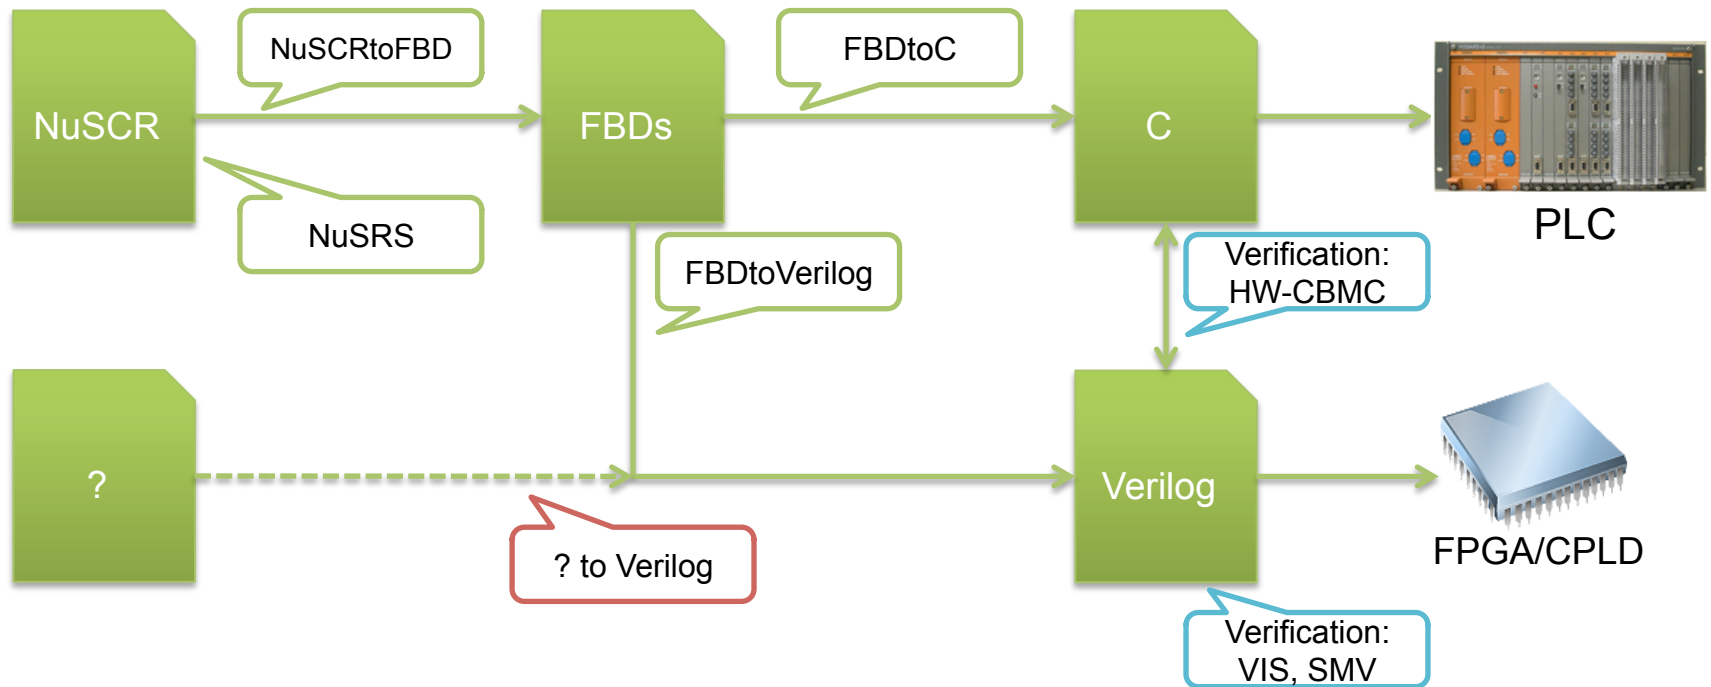 NuSCRtoFBD
FBDtoC
NuSCR
FBDs
C
NuSRS
PLC
FBDtoVerilog
Verification:
HW-CBMC
?
Verilog
? to Verilog
FPGA/CPLD
Verification:
VIS, SMV